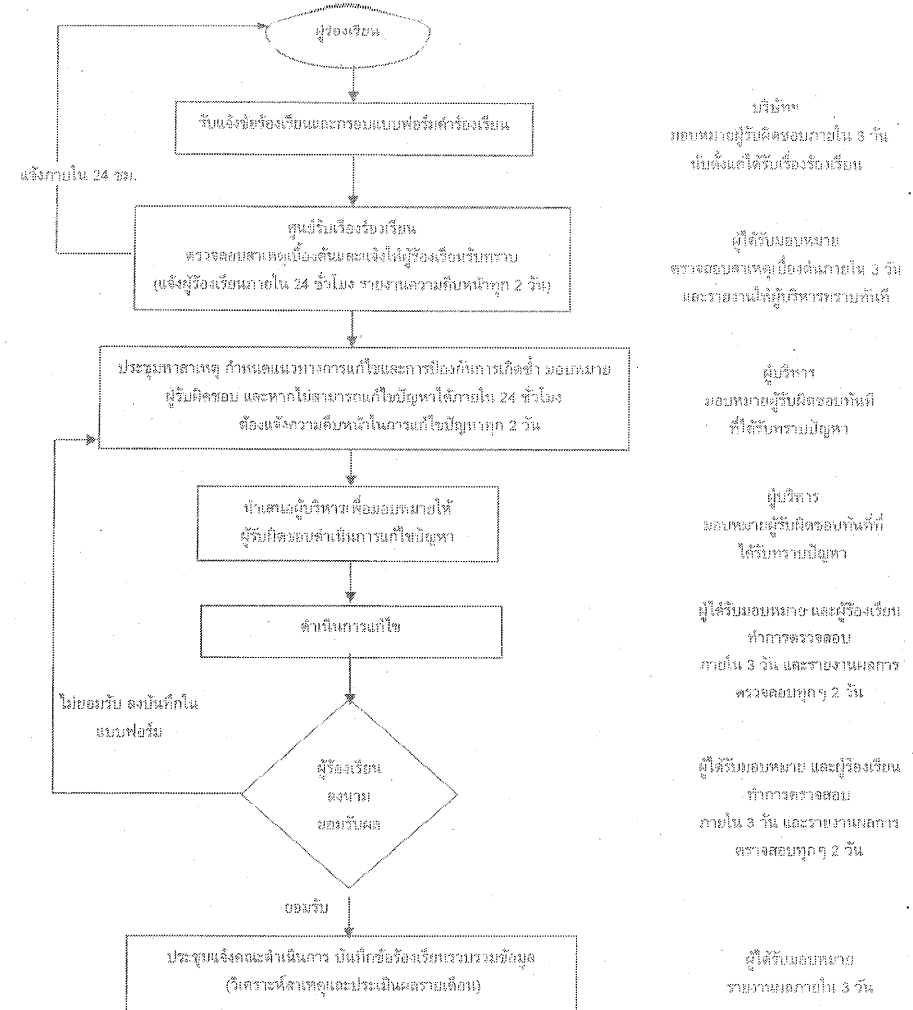 ผู้ร้องเรียน
รับแจ้งข้อร้องเรียนและกรอบแบบฟอร์มคำร้องเรียน
บริษัทฯ
มอบหมายผู้รับผิดชอบภายใน 3 วัน
นับตั้งแต่ได้รับเรื่องร้องเรียน
แจ้งภายใน 24 ชม.
ศูนย์รับเรื่องร้องเรียน
ตรวจสอบสาเหตุเบื้องต้นและแจ้งให้ผู้ร้องเรียนรับทราบ
(แจ้งผู้ร้องเรียนภายใน 24 ชั่วโมง รายงานความคืบหน้าทุก 2 วัน)
ผู้ได้รับมอบหมาย
ตรวจสอบสาเหตุเบื้องต้นภายใน 3 วัน
และรายงานให้ผู้บริหารทราบทันที
ประชุมหาสาเหตุ กำหนดแนวทางการแก้ไขและการป้องกันการเกิดซ้ำ มอบหมาย
ผู้รับผิดชอบ และหากไม่สามารถแก้ไขปัญหาได้ภายใน 24 ชั่วโมง
ต้องแจ้งความคืบหน้าในการแก้ไขปัญหาทุก 2 วัน
ผู้บริหาร
มอบหมายผู้รับผิดชอบทันที
ที่ได้รับทราบปัญหา
นำเสนอผู้บริหารเพื่อมอบหมายให้
ผู้รับผิดชอบดำเนินการแก้ไขปัญหา
ผู้บริหาร
มอบหมายผู้รับผิดชอบทันทีที่
ได้รับทราบปัญหา
ดำเนินการแก้ไข
ผู้ได้รับมอบหมาย และผู้ร้องเรียน
ทำการตรวจสอบ
ภายใน 3 วัน และรายงานผลการ
ตรวจสอบทุกๆ 2 วัน
ไม่ยอมรับ ลงบันทึกใน
แบบฟอร์ม
ผู้ร้องเรียน
ลงนาม
ยอมรับผล
ผู้ได้รับมอบหมาย และผู้ร้องเรียน
ทำการตรวจสอบ
ภายใน 3 วัน และรายงานผลการ
ตรวจสอบทุกๆ 2 วัน
ยอมรับ
ประชุมแจ้งคณะดำเนินการ บันทึกข้อร้องเรียนรวบรวมข้อมูล
(วิเคราะห์สาเหตุและประเมินผลรายเดือน)
ผู้ได้รับมอบหมาย
รายงานผลภายใน 3 วัน